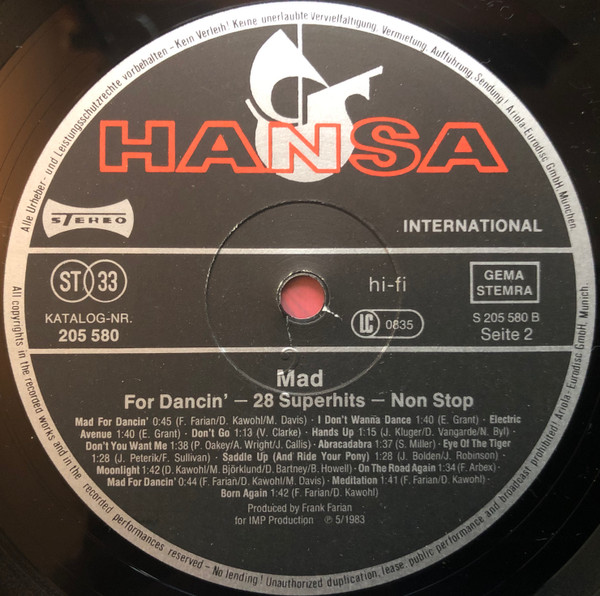 Alle Urheber- und Leistungsschutzrechte vorbehalten – Kein Verleih! Keine unerlaubte Vervielfältigung, Vermietung, Aufführung, Sendung! Ariola-Eurodisc GmbH, München.
HANSA
STEREO
INTERNATIONAL
ST 33
hi-fi
GEMA
STEMRA
KATALOG-NR.
205 580
LC 0835
S 205 580 B
Seite 2
Mad
For Dancin' – 28 Superhits – Non Stop
Mad For Dancin' 0:45 (F. Farian/D. Kawohl/M. Davis) · I Don't Wanna Dance 1:40 (E. Grant) · Electric
Avenue 1:40 (E. Grant) · Don't Go 1:13 (V. Clarke) · Hands Up 1:15 (J. Kluger/D. Vangarde/N. Byl) ·
Don't You Want Me 1:38 (P. Oakey/A. Wright/J. Callis) · Abracadabra 1:37 (S. Miller) · Eye Of The Tiger
1:28 (J. Peterik/F. Sullivan) · Saddle Up (And Ride Your Pony) 1:28 (J. Bolden/J. Robinson) ·
Moonlight 1:42 (D. Kawohl/M. Björklund/D. Bartney/B. Howell) · On The Road Again 1:34 (F. Arbex) ·
Mad For Dancin' 0:44 (F. Farian/D. Kawohl/M. Davis) · Meditation 1:41 (F. Farian/D. Kawohl) ·
Born Again 1:42 (F. Farian/D. Kawohl)
Produced by Frank Farian
for IMP Production ℗ 5/1983
All copyrights in the recorded works and in the recorded performances reserved – No lending! Unauthorized duplication, lease, public performance and broadcast prohibited! Ariola-Eurodisc GmbH, Munich.